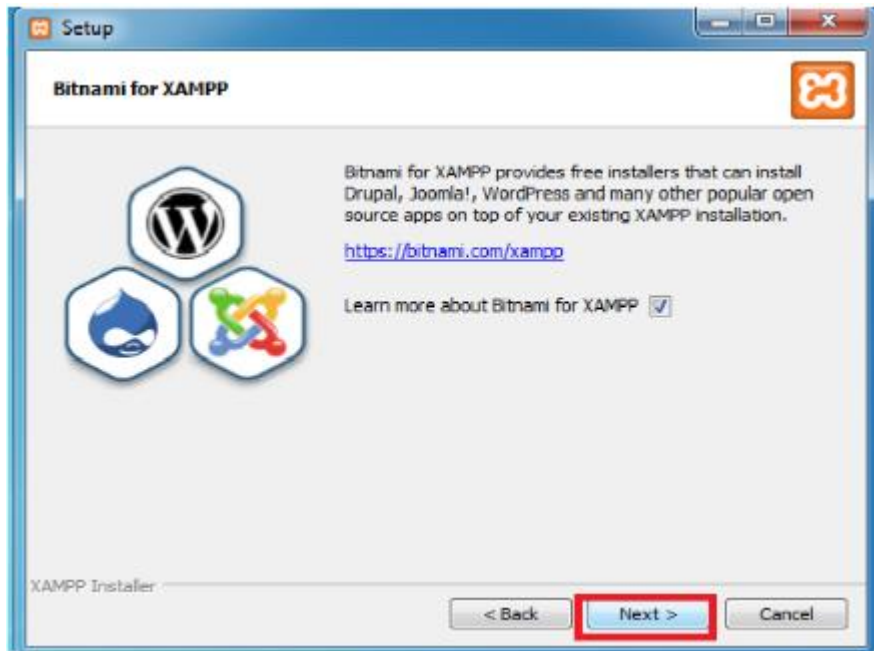 Setup
Bitnami for XAMPP
Bitnami for XAMPP provides free installers that can install
Drupal, Joomla!, WordPress and many other popular open
source apps on top of your existing XAMPP installation.
https://bitnami.com/xampp
Learn more about Bitnami for XAMPP
XAMPP Installer
< Back Next > Cancel